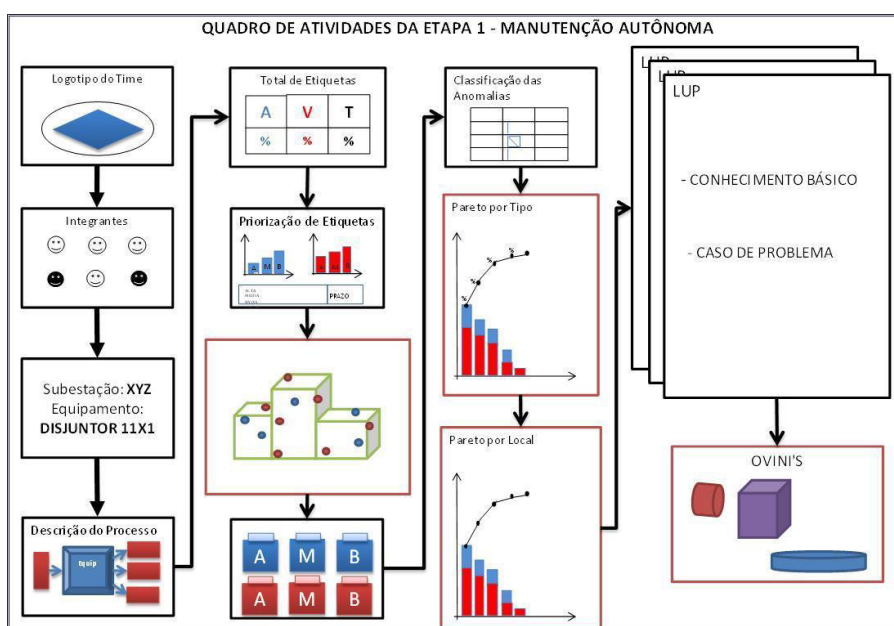 QUADRO DE ATIVIDADES DA ETAPA 1 - MANUTENÇÃO AUTÔNOMA
Logotipo do Time
Integrantes
Subestação: XYZ
Equipamento:
DISJUNTOR 11X1
Descrição do Processo
Equip
Total de Etiquetas
A V T
% % %
Priorização de Etiquetas
A M B
PRAZO
A M B
A M B
Classificação das
Anomalias
Pareto por Tipo
% % % %
Pareto por Local
LUP
LUP
LUP
- CONHECIMENTO BÁSICO
- CASO DE PROBLEMA
OVINI'S